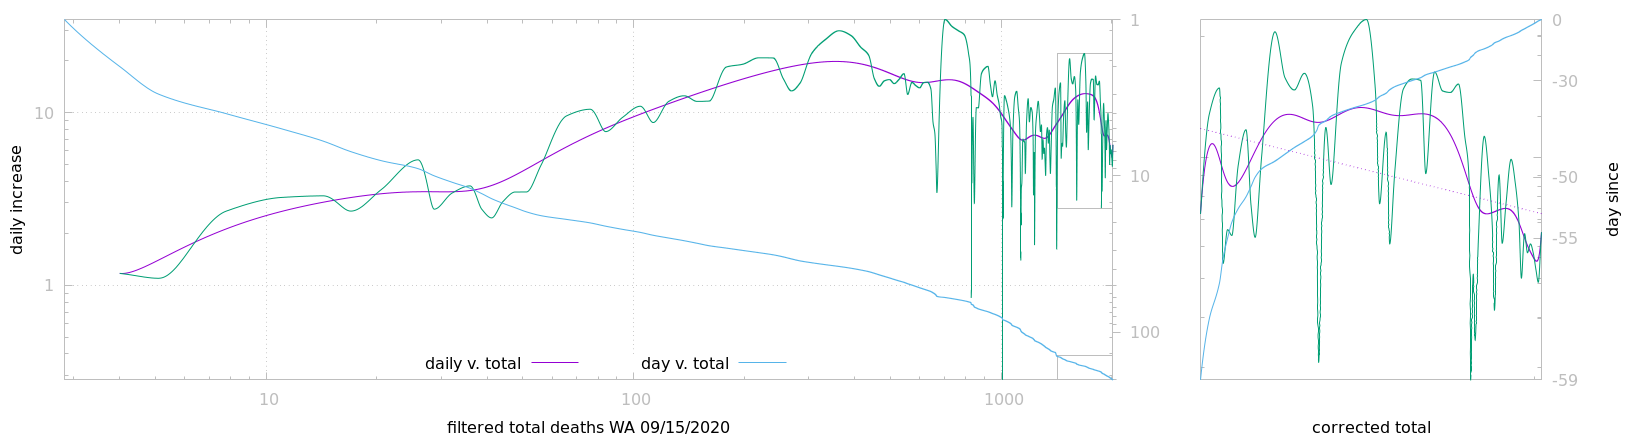 daily increase
10
1
daily v. total
day v. total
10
100
1000
1
10
100
filtered total deaths WA 09/15/2020
0
-30
-50
-55
-59
day since
corrected total